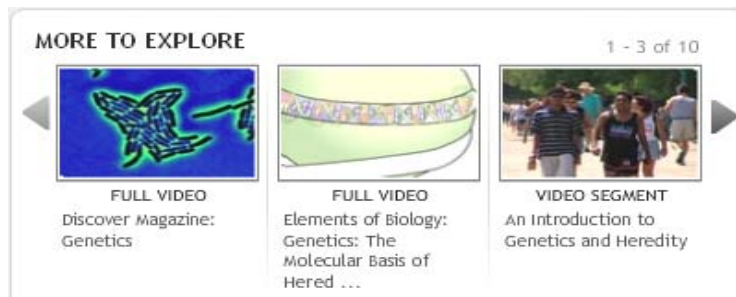 MORE TO EXPLORE
1 - 3 of 10
FULL VIDEO
Discover Magazine:
Genetics
FULL VIDEO
Elements of Biology:
Genetics: The
Molecular Basis of
Hered ...
VIDEO SEGMENT
An Introduction to
Genetics and Heredity